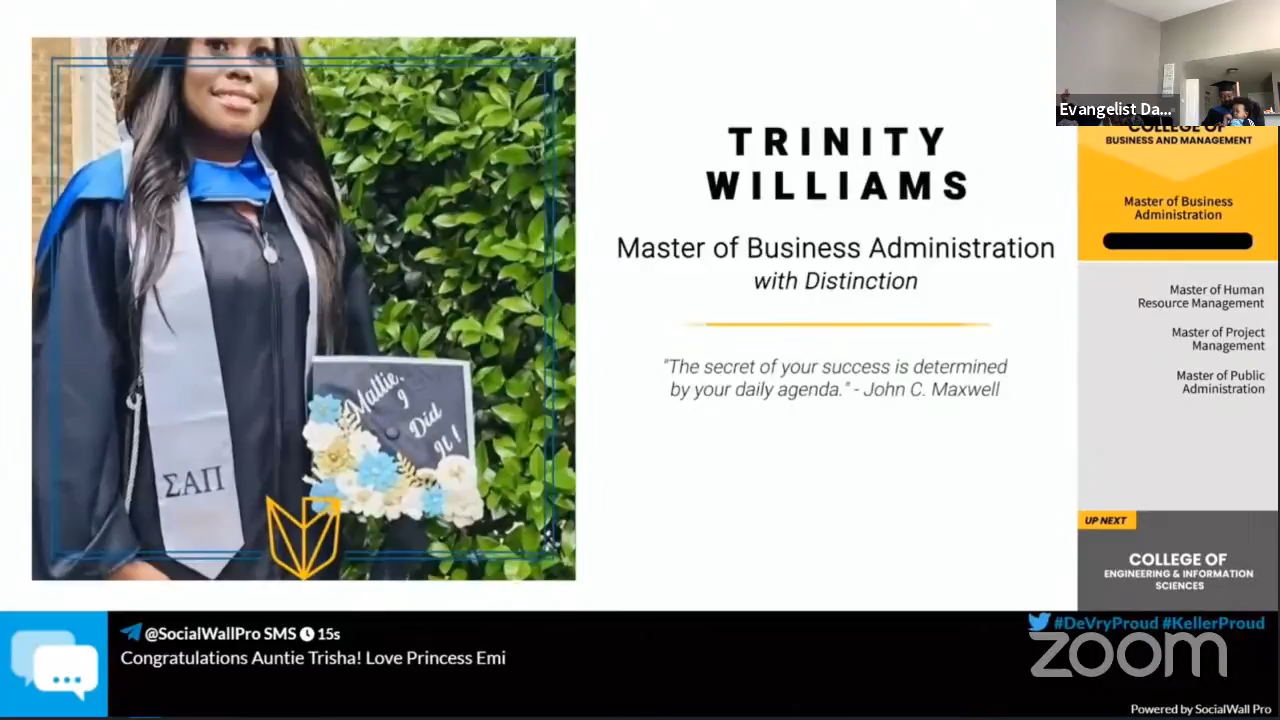 Evangelist Da...
TRINITY
WILLIAMS
Master of Business Administration
with Distinction
"The secret of your success is determined
by your daily agenda." - John C. Maxwell
Mattie,
I
Did
It!
ΣΑΠ
COLLEGE OF
BUSINESS AND MANAGEMENT
Master of Business
Administration
Master of Human
Resource Management
Master of Project
Management
Master of Public
Administration
UP NEXT
COLLEGE OF
ENGINEERING & INFORMATION
SCIENCES
@SocialWallPro SMS 15s
Congratulations Auntie Trisha! Love Princess Emi
#DeVryProud #KellerProud
zoom
Powered by SocialWall Pro